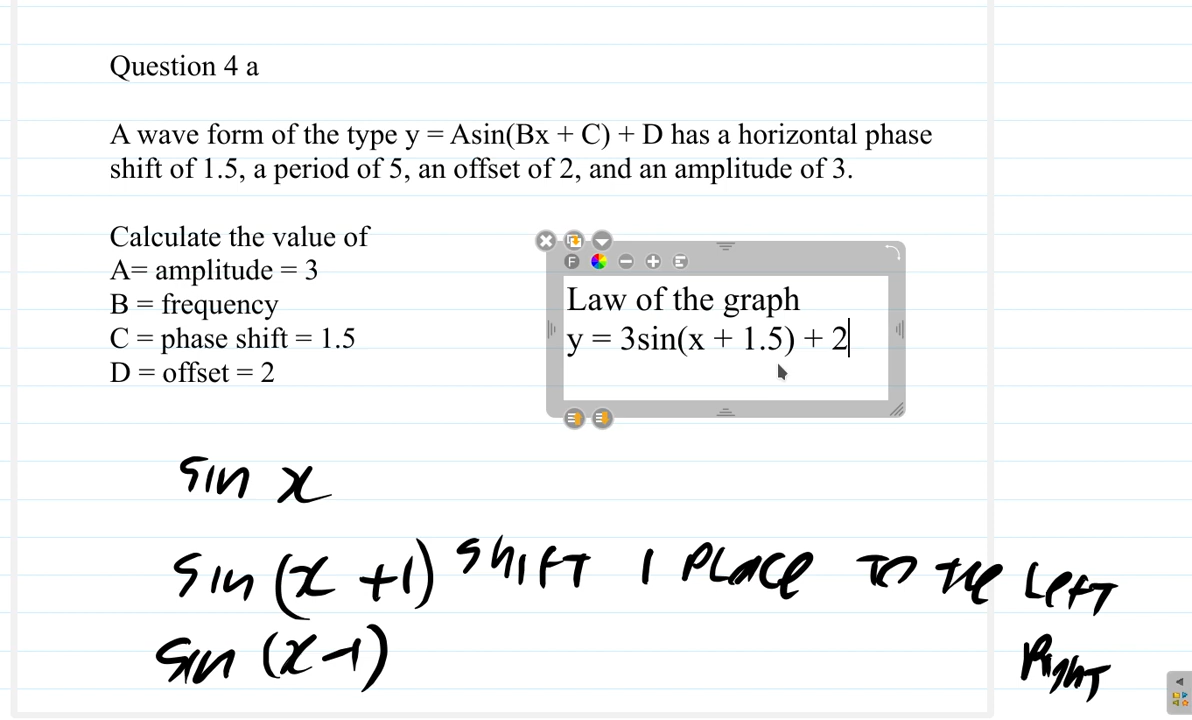 Question 4 a
A wave form of the type y = Asin(Bx + C) + D has a horizontal phase
shift of 1.5, a period of 5, an offset of 2, and an amplitude of 3.
Calculate the value of
A= amplitude = 3
B = frequency
C = phase shift = 1.5
D = offset = 2
F
Law of the graph
y = 3sin(x + 1.5) + 2
sin x
sin (x +1) shift 1 place to the left
sin (x-1) Right